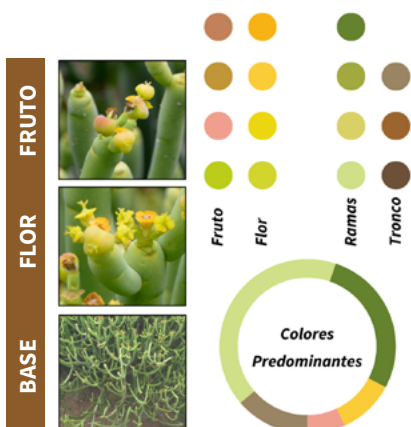 FRUTO
FLOR
BASE
Fruto
Flor
Ramas
Tronco
Colores
Predominantes